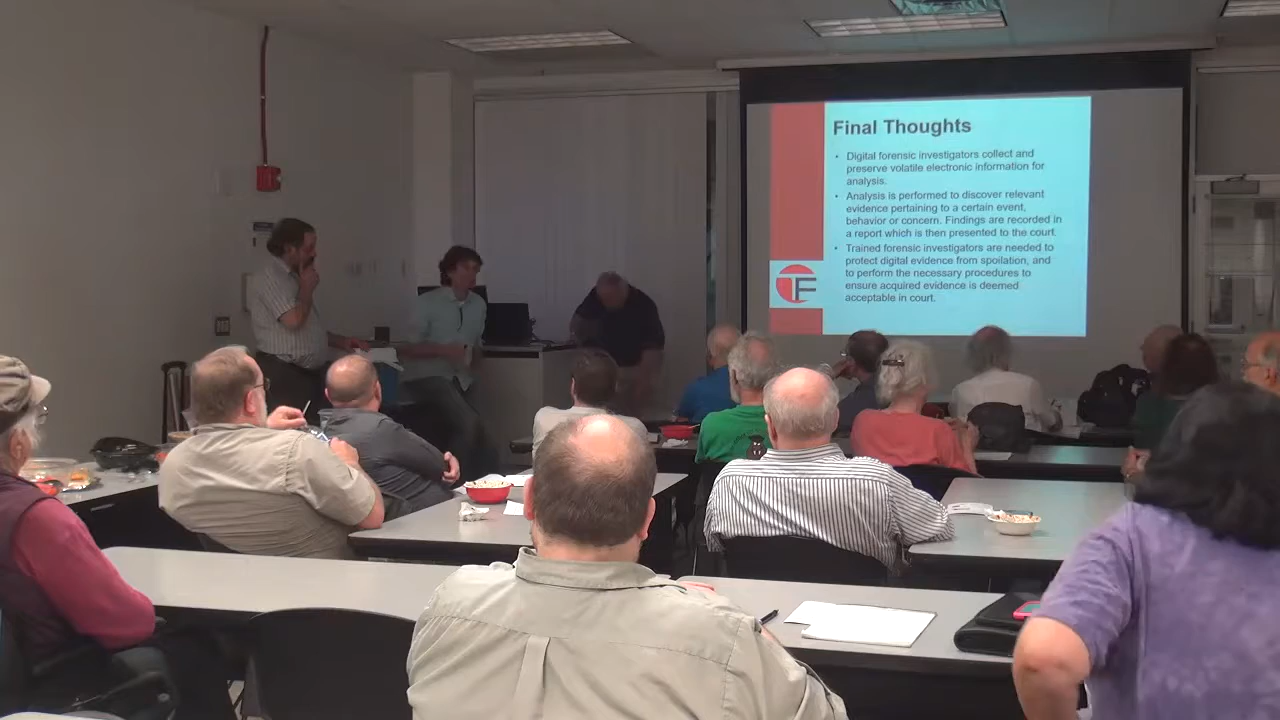 Final Thoughts
• Digital forensic investigators collect and
preserve volatile electronic information for
analysis.
• Analysis is performed to discover relevant
evidence pertaining to a certain event,
behavior or concern. Findings are recorded in
a report which is then presented to the court.
• Trained forensic investigators are needed to
protect digital evidence from spoilation, and
to perform the necessary procedures to
ensure acquired evidence is deemed
acceptable in court.
TF